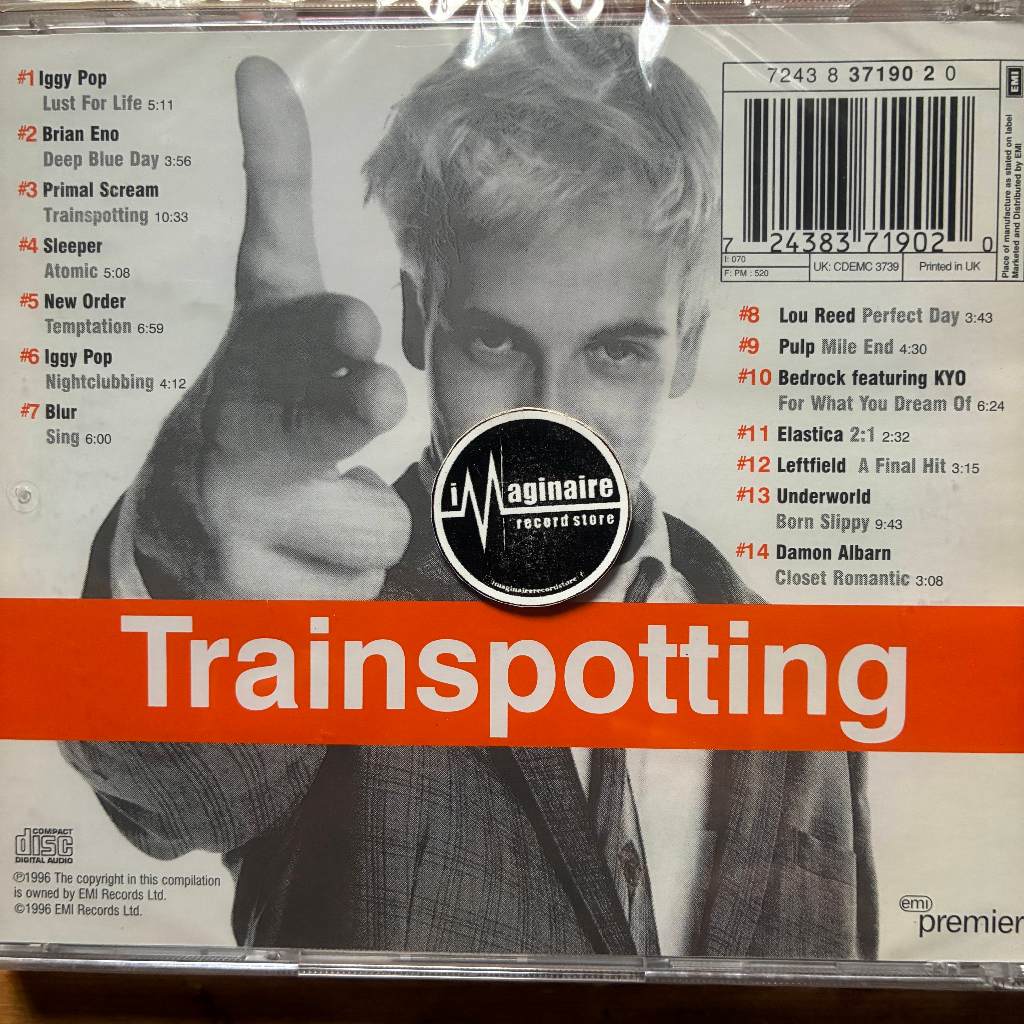 #1 Iggy Pop
Lust For Life 5:11
#2 Brian Eno
Deep Blue Day 3:56
#3 Primal Scream
Trainspotting 10:33
#4 Sleeper
Atomic 5:08
#5 New Order
Temptation 6:59
#6 Iggy Pop
Nightclubbing 4:12
#7 Blur
Sing 6:00
7243 8 37190 2 0
EMI
7 24383 71902 0
I: 070
F: PM : 520
UK: CDEMC 3739
Printed in UK
Place of manufacture as stated on label
Marketed and Distributed by EMI
#8 Lou Reed Perfect Day 3:43
#9 Pulp Mile End 4:30
#10 Bedrock featuring KYO
For What You Dream Of 6:24
#11 Elastica 2:1 2:32
#12 Leftfield A Final Hit 3:15
#13 Underworld
Born Slippy 9:43
#14 Damon Albarn
Closet Romantic 3:08
iMaginaire
record store
Trainspotting
COMPACT
disc
DIGITAL AUDIO
℗1996 The copyright in this compilation
is owned by EMI Records Ltd.
©1996 EMI Records Ltd.
emi
premier